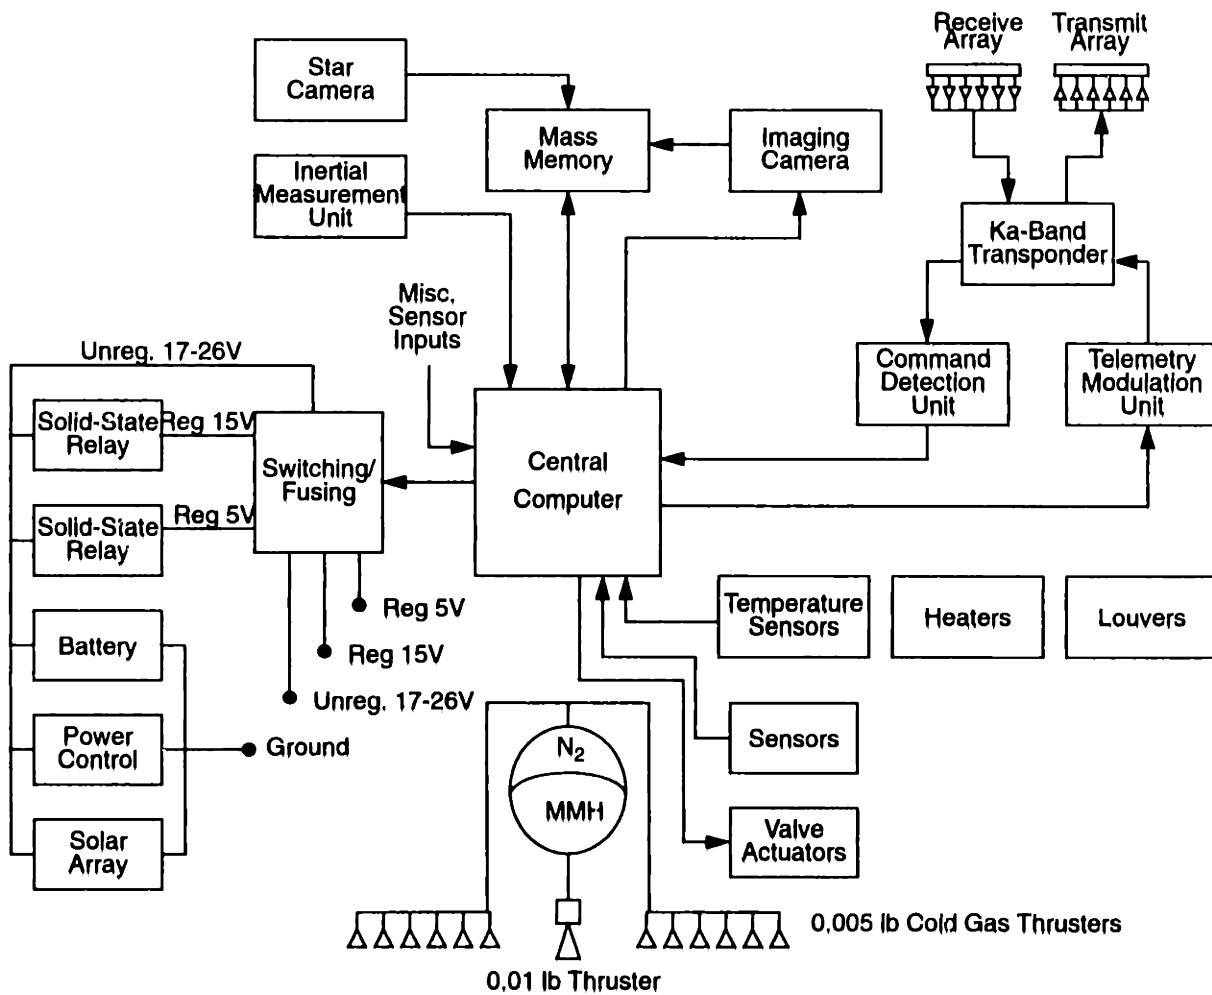 Receive
Array
Transmit
Array
Star
Camera
Mass
Memory
Imaging
Camera
Inertial
Measurement
Unit
Ka-Band
Transponder
Misc.
Sensor
Inputs
Unreg. 17-26V
Command
Detection
Unit
Telemetry
Modulation
Unit
Solid-State
Relay
Reg 15V
Switching/
Fusing
Central
Computer
Solid-State
Relay
Reg 5V
Temperature
Sensors
Heaters
Louvers
Reg 5V
Battery
Reg 15V
Unreg. 17-26V
Power
Control
Ground
N2
MMH
Sensors
Solar
Array
Valve
Actuators
0,005 lb Cold Gas Thrusters
0,01 lb Thruster